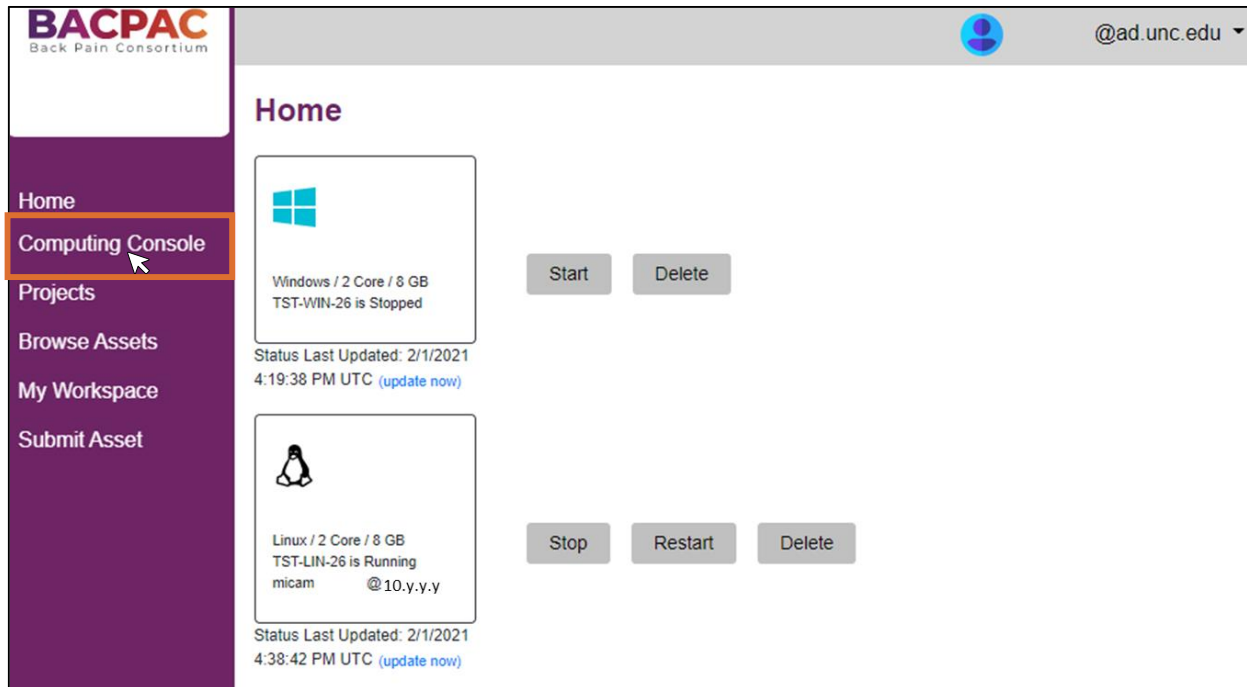 BACPAC
Back Pain Consortium
@ad.unc.edu
Home
Home
Computing Console
Projects
Browse Assets
My Workspace
Submit Asset
Windows / 2 Core / 8 GB
TST-WIN-26 is Stopped
Start Delete
Status Last Updated: 2/1/2021
4:19:38 PM UTC (update now)
Linux / 2 Core / 8 GB
TST-LIN-26 is Running
micam @10.y.y.y
Stop Restart Delete
Status Last Updated: 2/1/2021
4:38:42 PM UTC (update now)